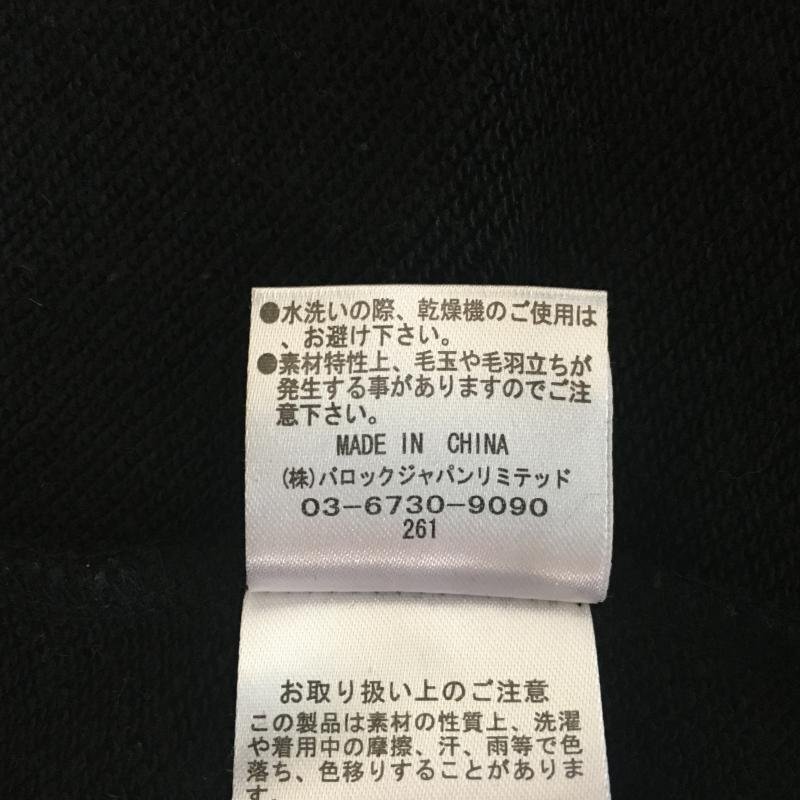 ●水洗いの際、乾燥機のご使用は
、お避け下さい。
●素材特性上、毛玉や毛羽立ちが
発生する事がありますのでご注
意下さい。
MADE IN CHINA
(株)バロックジャパンリミテッド
03-6730-9090
261
お取り扱い上のご注意
この製品は素材の性質上、洗濯
や着用中の摩擦、汗、雨等で色
落ち、色移りすることがありま
す。